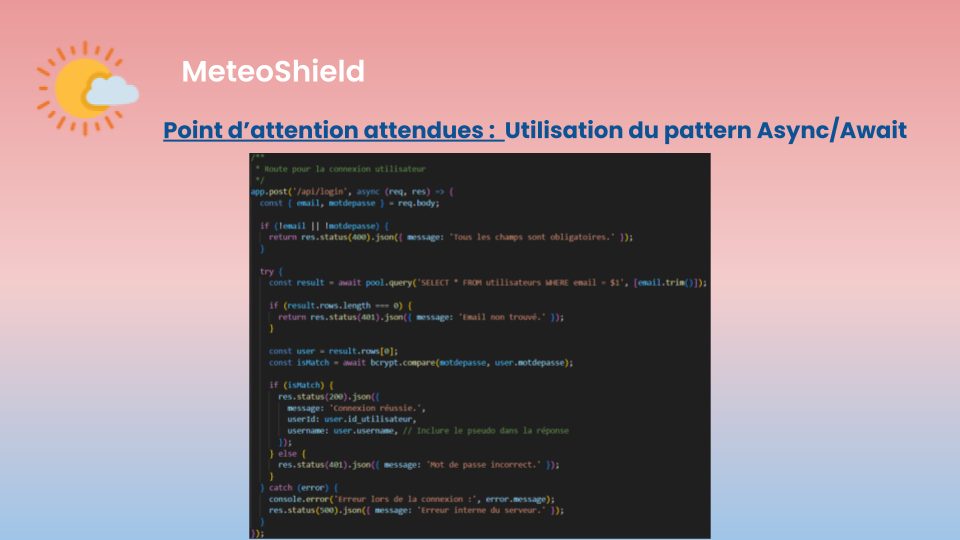 MeteoShield
Point d'attention attendues : Utilisation du pattern Async/Await
/**
* Route pour la connexion utilisateur
*/
app.post('/api/login', async (req, res) => {
const { email, motdepasse } = req.body;
if (!email || !motdepasse) {
return res.status(400).json({ message: 'Tous les champs sont obligatoires.' });
}
try {
const result = await pool.query('SELECT * FROM utilisateurs WHERE email = $1', [email.trim()]);
if (result.rows.length === 0) {
return res.status(401).json({ message: 'Email non trouvé.' });
}
const user = result.rows[0];
const isMatch = await bcrypt.compare(motdepasse, user.motdepasse);
if (isMatch) {
res.status(200).json({
message: 'Connexion réussie.',
userId: user.id_utilisateur,
username: user.username, // Inclure le pseudo dans la réponse
});
} else {
res.status(401).json({ message: 'Mot de passe incorrect.' });
}
} catch (error) {
console.error('Erreur lors de la connexion :', error.message);
res.status(500).json({ message: 'Erreur interne du serveur.' });
}
});